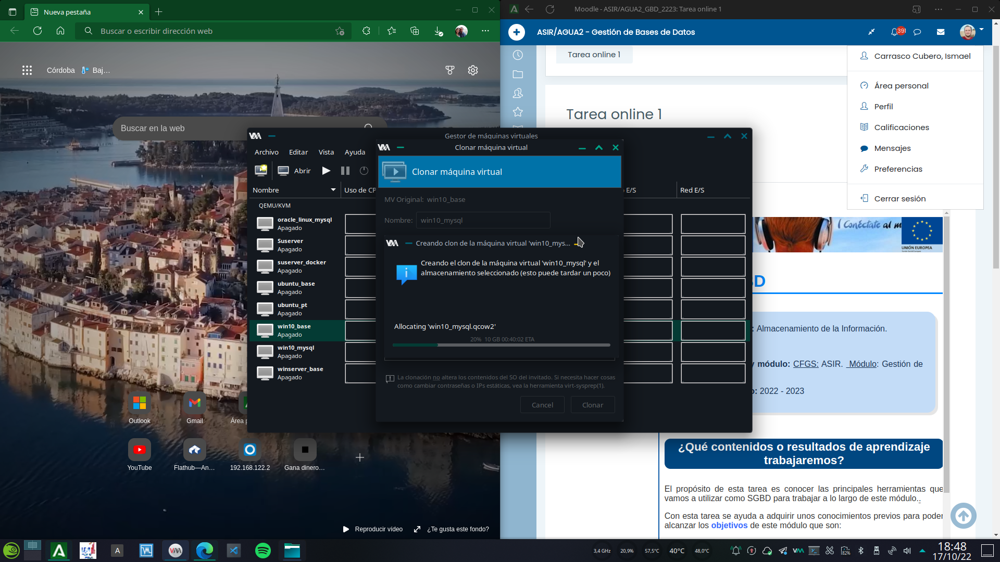 Nueva pestaña
Buscar o escribir dirección web
Córdoba
Baj...
Buscar en la web
Outlook
Gmail
Área p
YouTube
Flathub—An...
192.168.122.2
Gana dinero...
Reproducir vídeo
¿Te gusta este fondo?
Moodle - ASIR/AGUA2_GBD_2223: Tarea online 1
ASIR/AGUA2 - Gestión de Bases de Datos
391
Tarea online 1
Carrasco Cubero, Ismael
Área personal
Perfil
Calificaciones
Mensajes
Preferencias
Cerrar sesión
Tarea online 1
¡Conéctate al m
UNIÓN EUROPEA
BD
: Almacenamiento de la Información.
y módulo: CFGS: ASIR. Módulo: Gestión de
o: 2022 - 2023
¿Qué contenidos o resultados de aprendizaje
trabajaremos?
El propósito de esta tarea es conocer las principales herramientas que
vamos a utilizar como SGBD para trabajar a lo largo de este módulo..
Con esta tarea se ayuda a adquirir unos conocimientos previos para poder
alcanzar los objetivos de este módulo que son:
Gestor de máquinas virtuales
Archivo
Editar
Vista
Ayuda
Abrir
Nombre
Uso de CP
E/S
Red E/S
QEMU/KVM
oracle_linux_mysql
Apagado
Suserver
Apagado
suserver_docker
Apagado
ubuntu_base
Apagado
ubuntu_pt
Apagado
win10_base
Apagado
win10_mysql
Apagado
winserver_base
Apagado
Clonar máquina virtual
Clonar máquina virtual
MV Original: win10_base
Nombre: win10_mysql
Creando clon de la máquina virtual 'win10_mys...
Creando el clon de la máquina virtual 'win10_mysql' y el
almacenamiento seleccionado (esto puede tardar un poco)
Allocating 'win10_mysql.qcow2'
20% 10 GB 00:40:02 ETA
La clonación no altera los contenidos del SO del invitado. Si necesita hacer cosas
como cambiar contraseñas o IPs estáticas, vea la herramienta virt-sysprep(1).
Cancel
Clonar
3,4 GHz
20,9%
57,5°C
40°C
48,0°C
82%
18:48
17/10/22